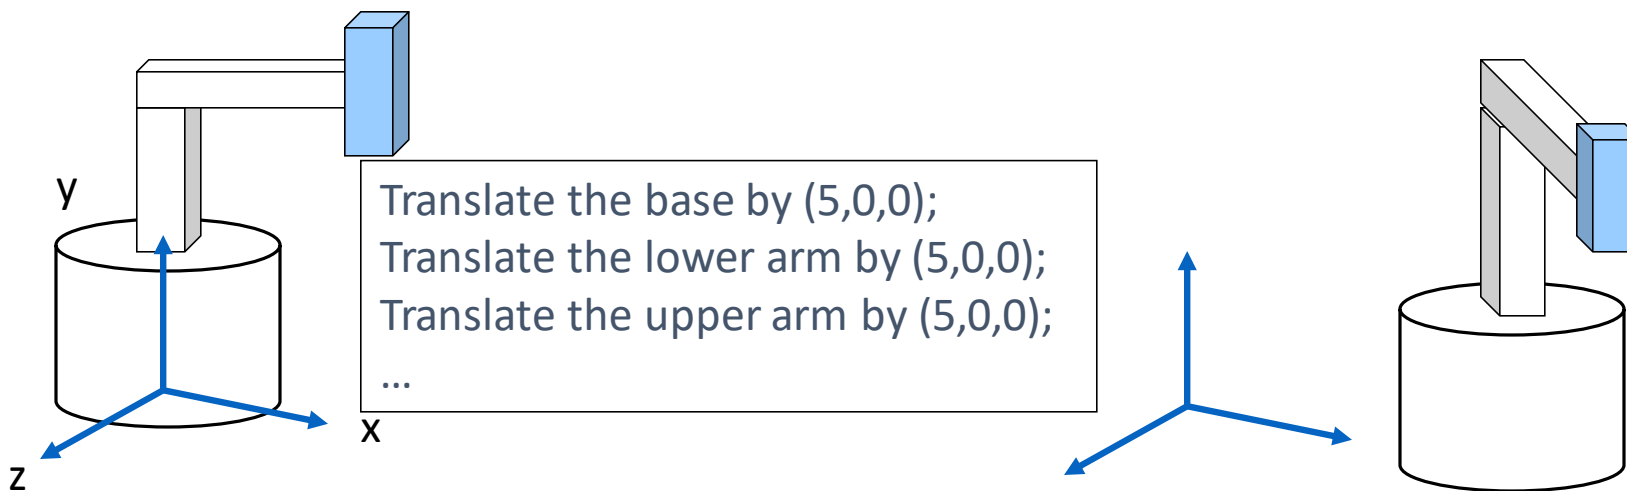 y
Translate the base by (5,0,0);
Translate the lower arm by (5,0,0);
Translate the upper arm by (5,0,0);
…
x
z